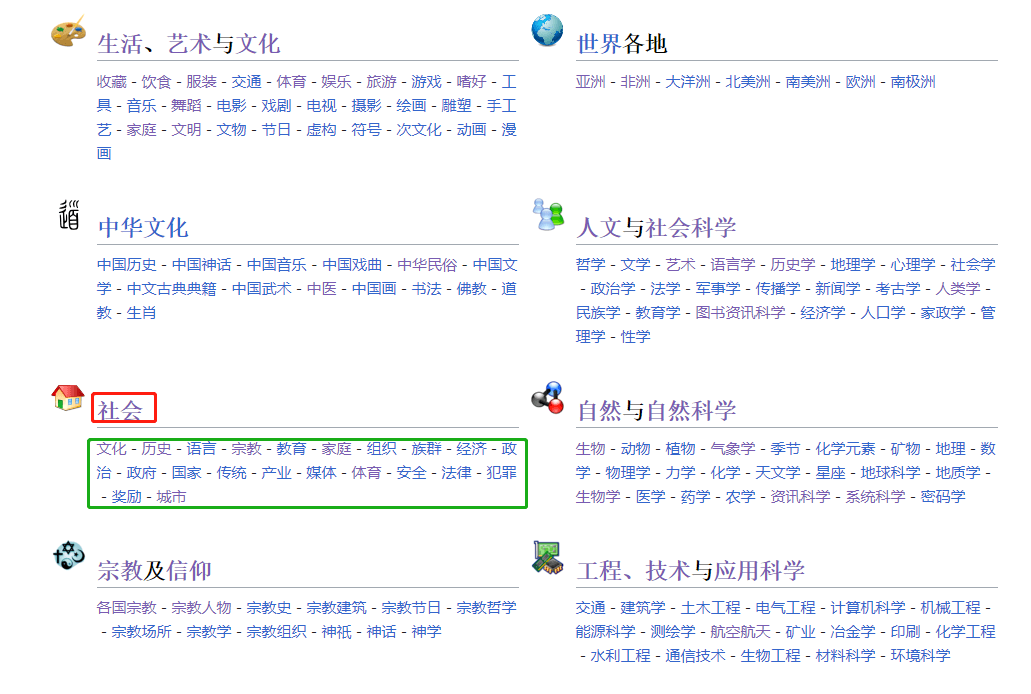 生活、艺术与文化
收藏 - 饮食 - 服装 - 交通 - 体育 - 娱乐 - 旅游 - 游戏 - 嗜好 - 工
具 - 音乐 - 舞蹈 - 电影 - 戏剧 - 电视 - 摄影 - 绘画 - 雕塑 - 手工
艺 - 家庭 - 文明 - 文物 - 节日 - 虚构 - 符号 - 次文化 - 动画 - 漫
画
世界各地
亚洲 - 非洲 - 大洋洲 - 北美洲 - 南美洲 - 欧洲 - 南极洲
中华文化
中国历史 - 中国神话 - 中国音乐 - 中国戏曲 - 中华民俗 - 中国文
学 - 中文古典典籍 - 中国武术 - 中医 - 中国画 - 书法 - 佛教 - 道
教 - 生肖
人文与社会科学
哲学 - 文学 - 艺术 - 语言学 - 历史学 - 地理学 - 心理学 - 社会学
- 政治学 - 法学 - 军事学 - 传播学 - 新闻学 - 考古学 - 人类学 -
民族学 - 教育学 - 图书资讯科学 - 经济学 - 人口学 - 家政学 - 管
理学 - 性学
社会
文化 - 历史 - 语言 - 宗教 - 教育 - 家庭 - 组织 - 族群 - 经济 - 政
治 - 政府 - 国家 - 传统 - 产业 - 媒体 - 体育 - 安全 - 法律 - 犯罪
- 奖励 - 城市
自然与自然科学
生物 - 动物 - 植物 - 气象学 - 季节 - 化学元素 - 矿物 - 地理 - 数
学 - 物理学 - 力学 - 化学 - 天文学 - 星座 - 地球科学 - 地质学 -
生物学 - 医学 - 药学 - 农学 - 资讯科学 - 系统科学 - 密码学
宗教及信仰
各国宗教 - 宗教人物 - 宗教史 - 宗教建筑 - 宗教节日 - 宗教哲学
- 宗教场所 - 宗教学 - 宗教组织 - 神祇 - 神话 - 神学
工程、技术与应用科学
交通 - 建筑学 - 土木工程 - 电气工程 - 计算机科学 - 机械工程 -
能源科学 - 测绘学 - 航空航天 - 矿业 - 冶金学 - 印刷 - 化学工程
- 水利工程 - 通信技术 - 生物工程 - 材料科学 - 环境科学